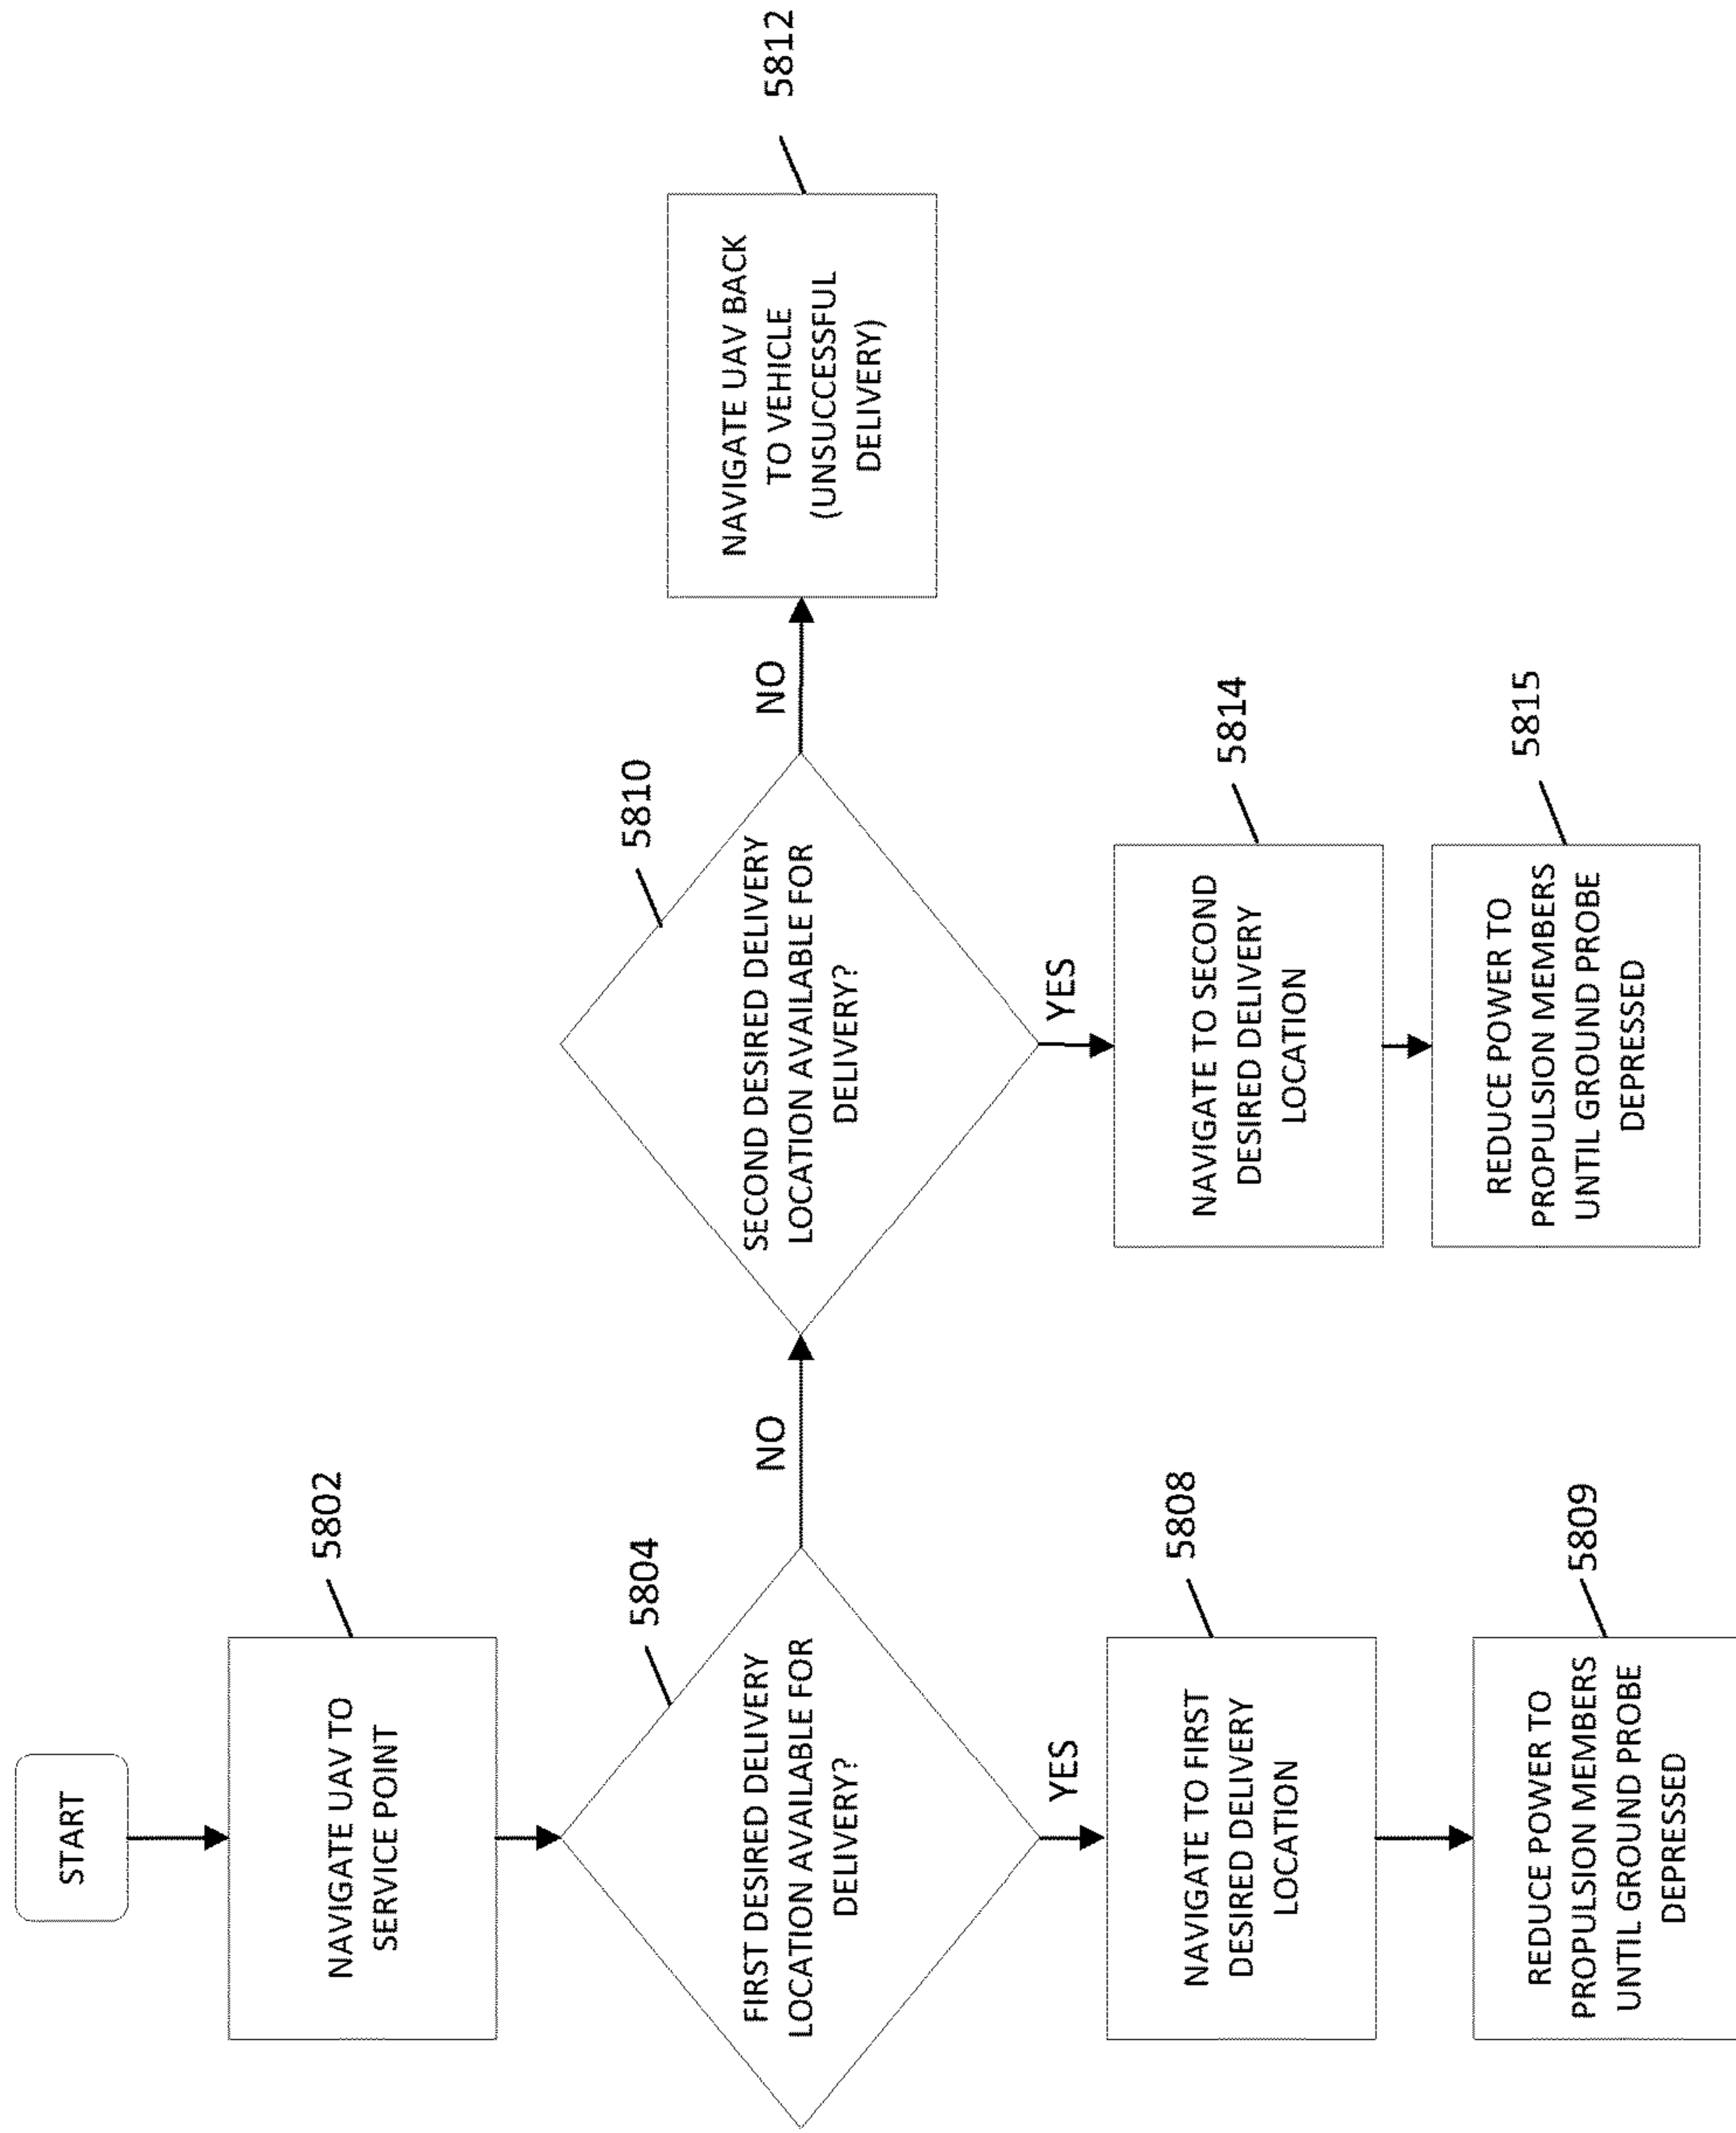 START
NAVIGATE UAV TO
SERVICE POINT
5802
FIRST DESIRED DELIVERY
LOCATION AVAILABLE FOR
DELIVERY?
5804
NO
YES
NAVIGATE TO FIRST
DESIRED DELIVERY
LOCATION
5808
REDUCE POWER TO
PROPULSION MEMBERS
UNTIL GROUND PROBE
DEPRESSED
5809
SECOND DESIRED DELIVERY
LOCATION AVAILABLE FOR
DELIVERY?
5810
NO
YES
NAVIGATE UAV BACK
TO VEHICLE
(UNSUCCESSFUL
DELIVERY)
5812
NAVIGATE TO SECOND
DESIRED DELIVERY
LOCATION
5814
REDUCE POWER TO
PROPULSION MEMBERS
UNTIL GROUND PROBE
DEPRESSED
5815